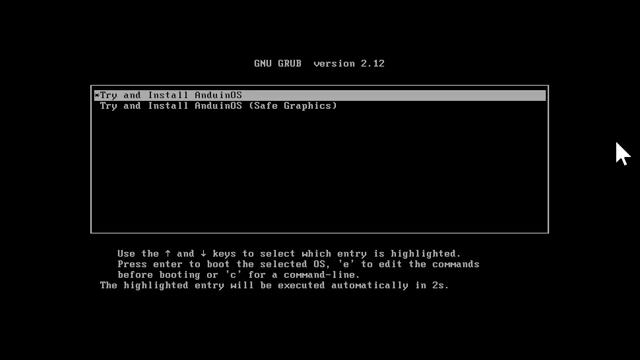 GNU GRUB  version 2.12
*Try and Install AnduinOS
Try and Install AnduinOS (Safe Graphics)
Use the ↑ and ↓ keys to select which entry is highlighted.
Press enter to boot the selected OS, 'e' to edit the commands
before booting or 'c' for a command-line.
The highlighted entry will be executed automatically in 2s.